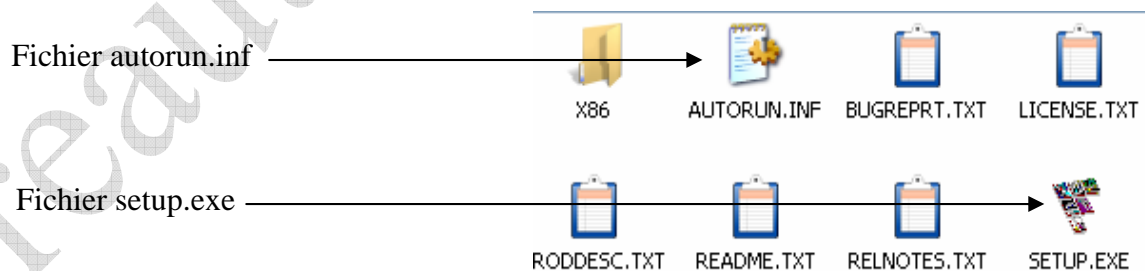 Fichier autorun.inf
X86 AUTORUN.INF BUGREPRT.TXT LICENSE.TXT
Fichier setup.exe
RODDESC.TXT README.TXT RELNOTES.TXT SETUP.EXE